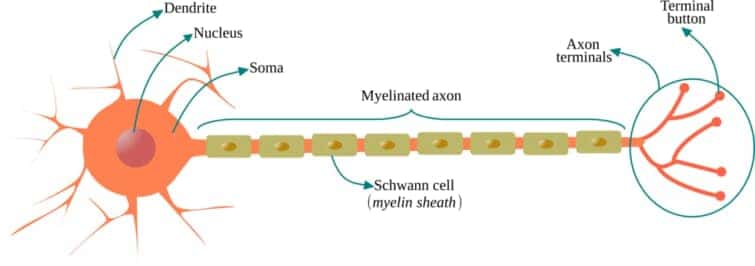 Dendrite
Nucleus
Soma
Myelinated axon
Schwann cell
(myelin sheath)
Axon
terminals
Terminal
button